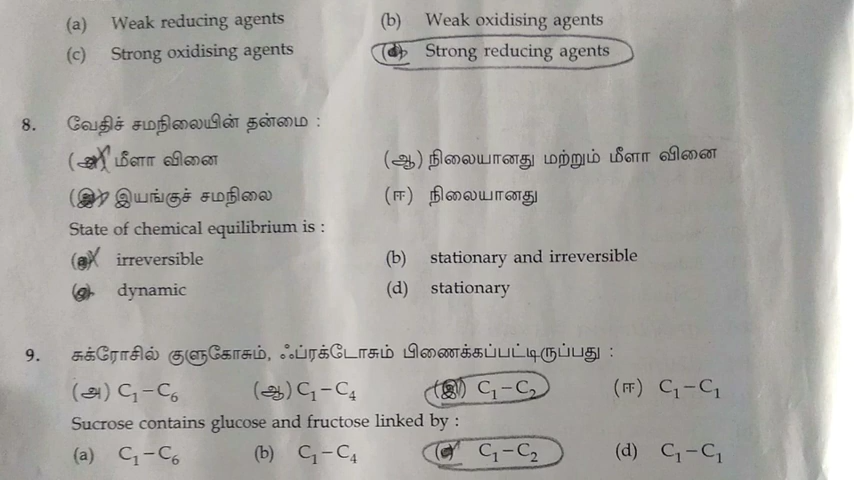 (a) Weak reducing agents (b) Weak oxidising agents
(c) Strong oxidising agents (d) Strong reducing agents
8. வேதிச் சமநிலையின் தன்மை :
(அ) மீளா வினை (ஆ) நிலையானது மற்றும் மீளா வினை
(இ) இயங்குச் சமநிலை (ஈ) நிலையானது
State of chemical equilibrium is :
(a) irreversible (b) stationary and irreversible
(c) dynamic (d) stationary
9. சுக்ரோசில் குளுகோசும், ஃப்ரக்டோசும் பிணைக்கப்பட்டிருப்பது :
(அ) C₁−C₆ (ஆ) C₁−C₄ (இ) C₁−C₂ (ஈ) C₁−C₁
Sucrose contains glucose and fructose linked by :
(a) C₁−C₆ (b) C₁−C₄ (c) C₁−C₂ (d) C₁−C₁